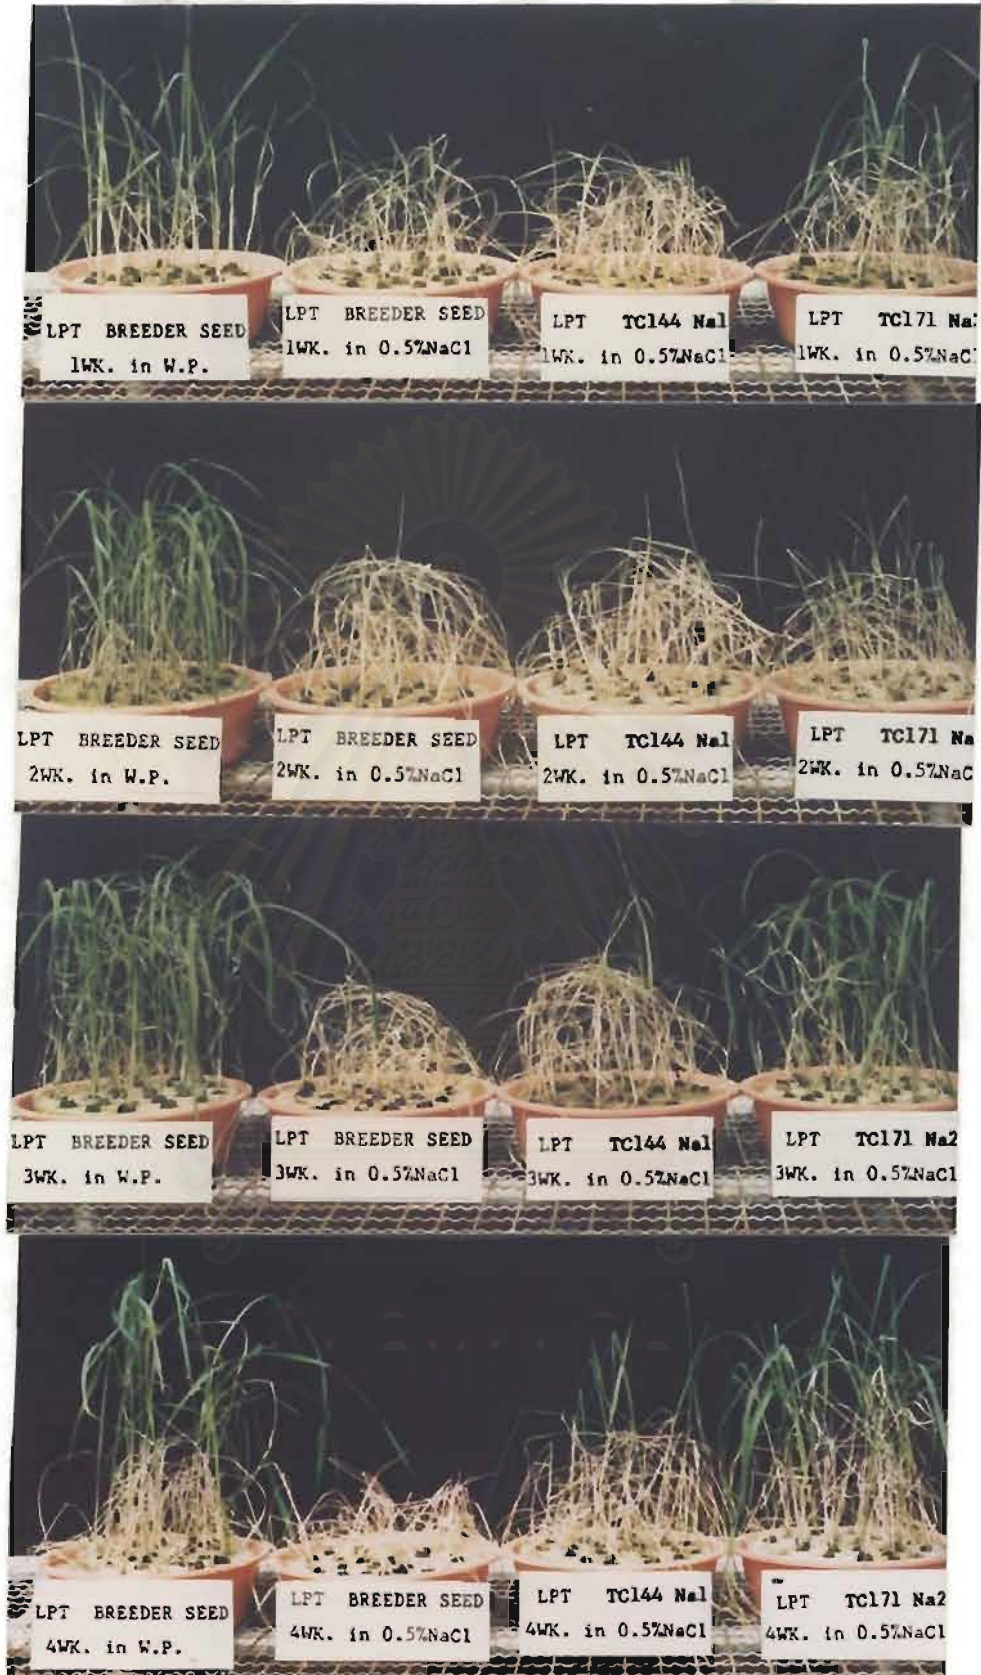 LPT BREEDER SEED
1WK. in W.P.
LPT BREEDER SEED
1WK. in 0.5%NaCl
LPT TC144 Na1
1WK. in 0.5%NaCl
LPT TC171 Na
1WK. in 0.5%NaC
LPT BREEDER SEED
2WK. in W.P.
LPT BREEDER SEED
2WK. in 0.5%NaCl
LPT TC144 Na1
2WK. in 0.5%NaCl
LPT TC171 Na
2WK. in 0.5%NaC
LPT BREEDER SEED
3WK. in W.P.
LPT BREEDER SEED
3WK. in 0.5%NaCl
LPT TC144 Na1
3WK. in 0.5%NaCl
LPT TC171 Na2
3WK. in 0.5%NaCl
LPT BREEDER SEED
4WK. in W.P.
LPT BREEDER SEED
4WK. in 0.5%NaCl
LPT TC144 Na1
4WK. in 0.5%NaCl
LPT TC171 Na2
4WK. in 0.5%NaCl